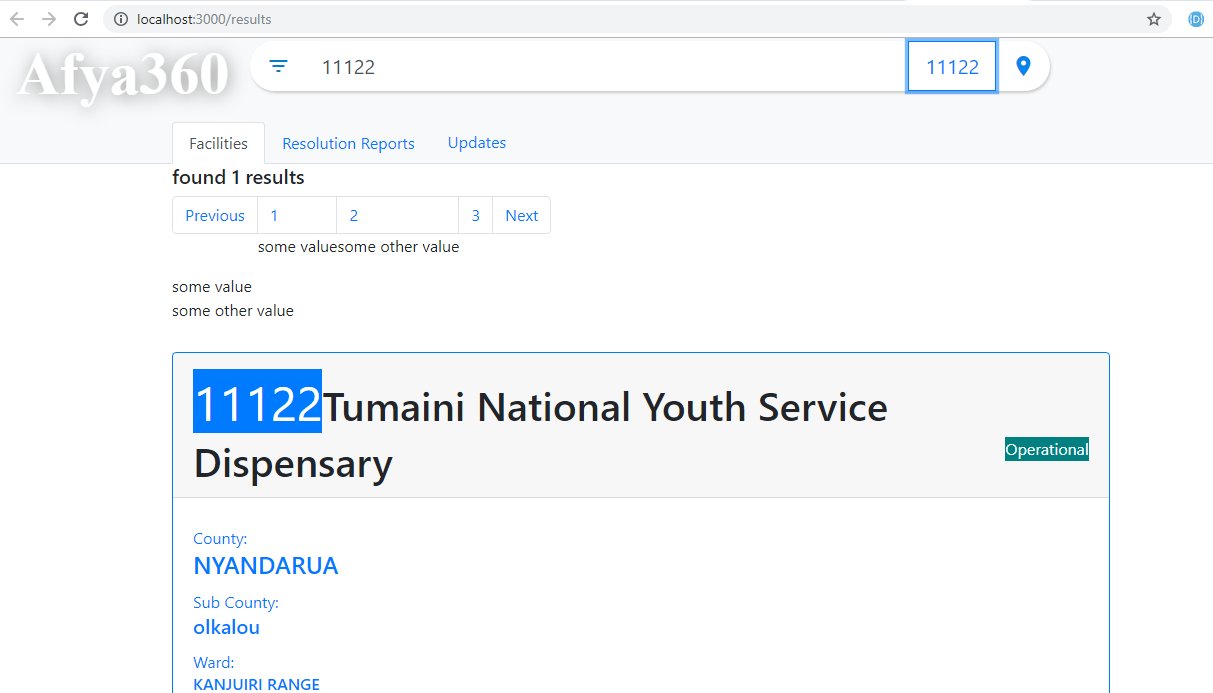 localhost:3000/results
Afya360
11122
11122
Facilities
Resolution Reports
Updates
found 1 results
Previous 1 2 3 Next
some valuesome other value
some value
some other value
11122Tumaini National Youth Service
Dispensary
Operational
County:
NYANDARUA
Sub County:
olkalou
Ward:
KANJUIRI RANGE